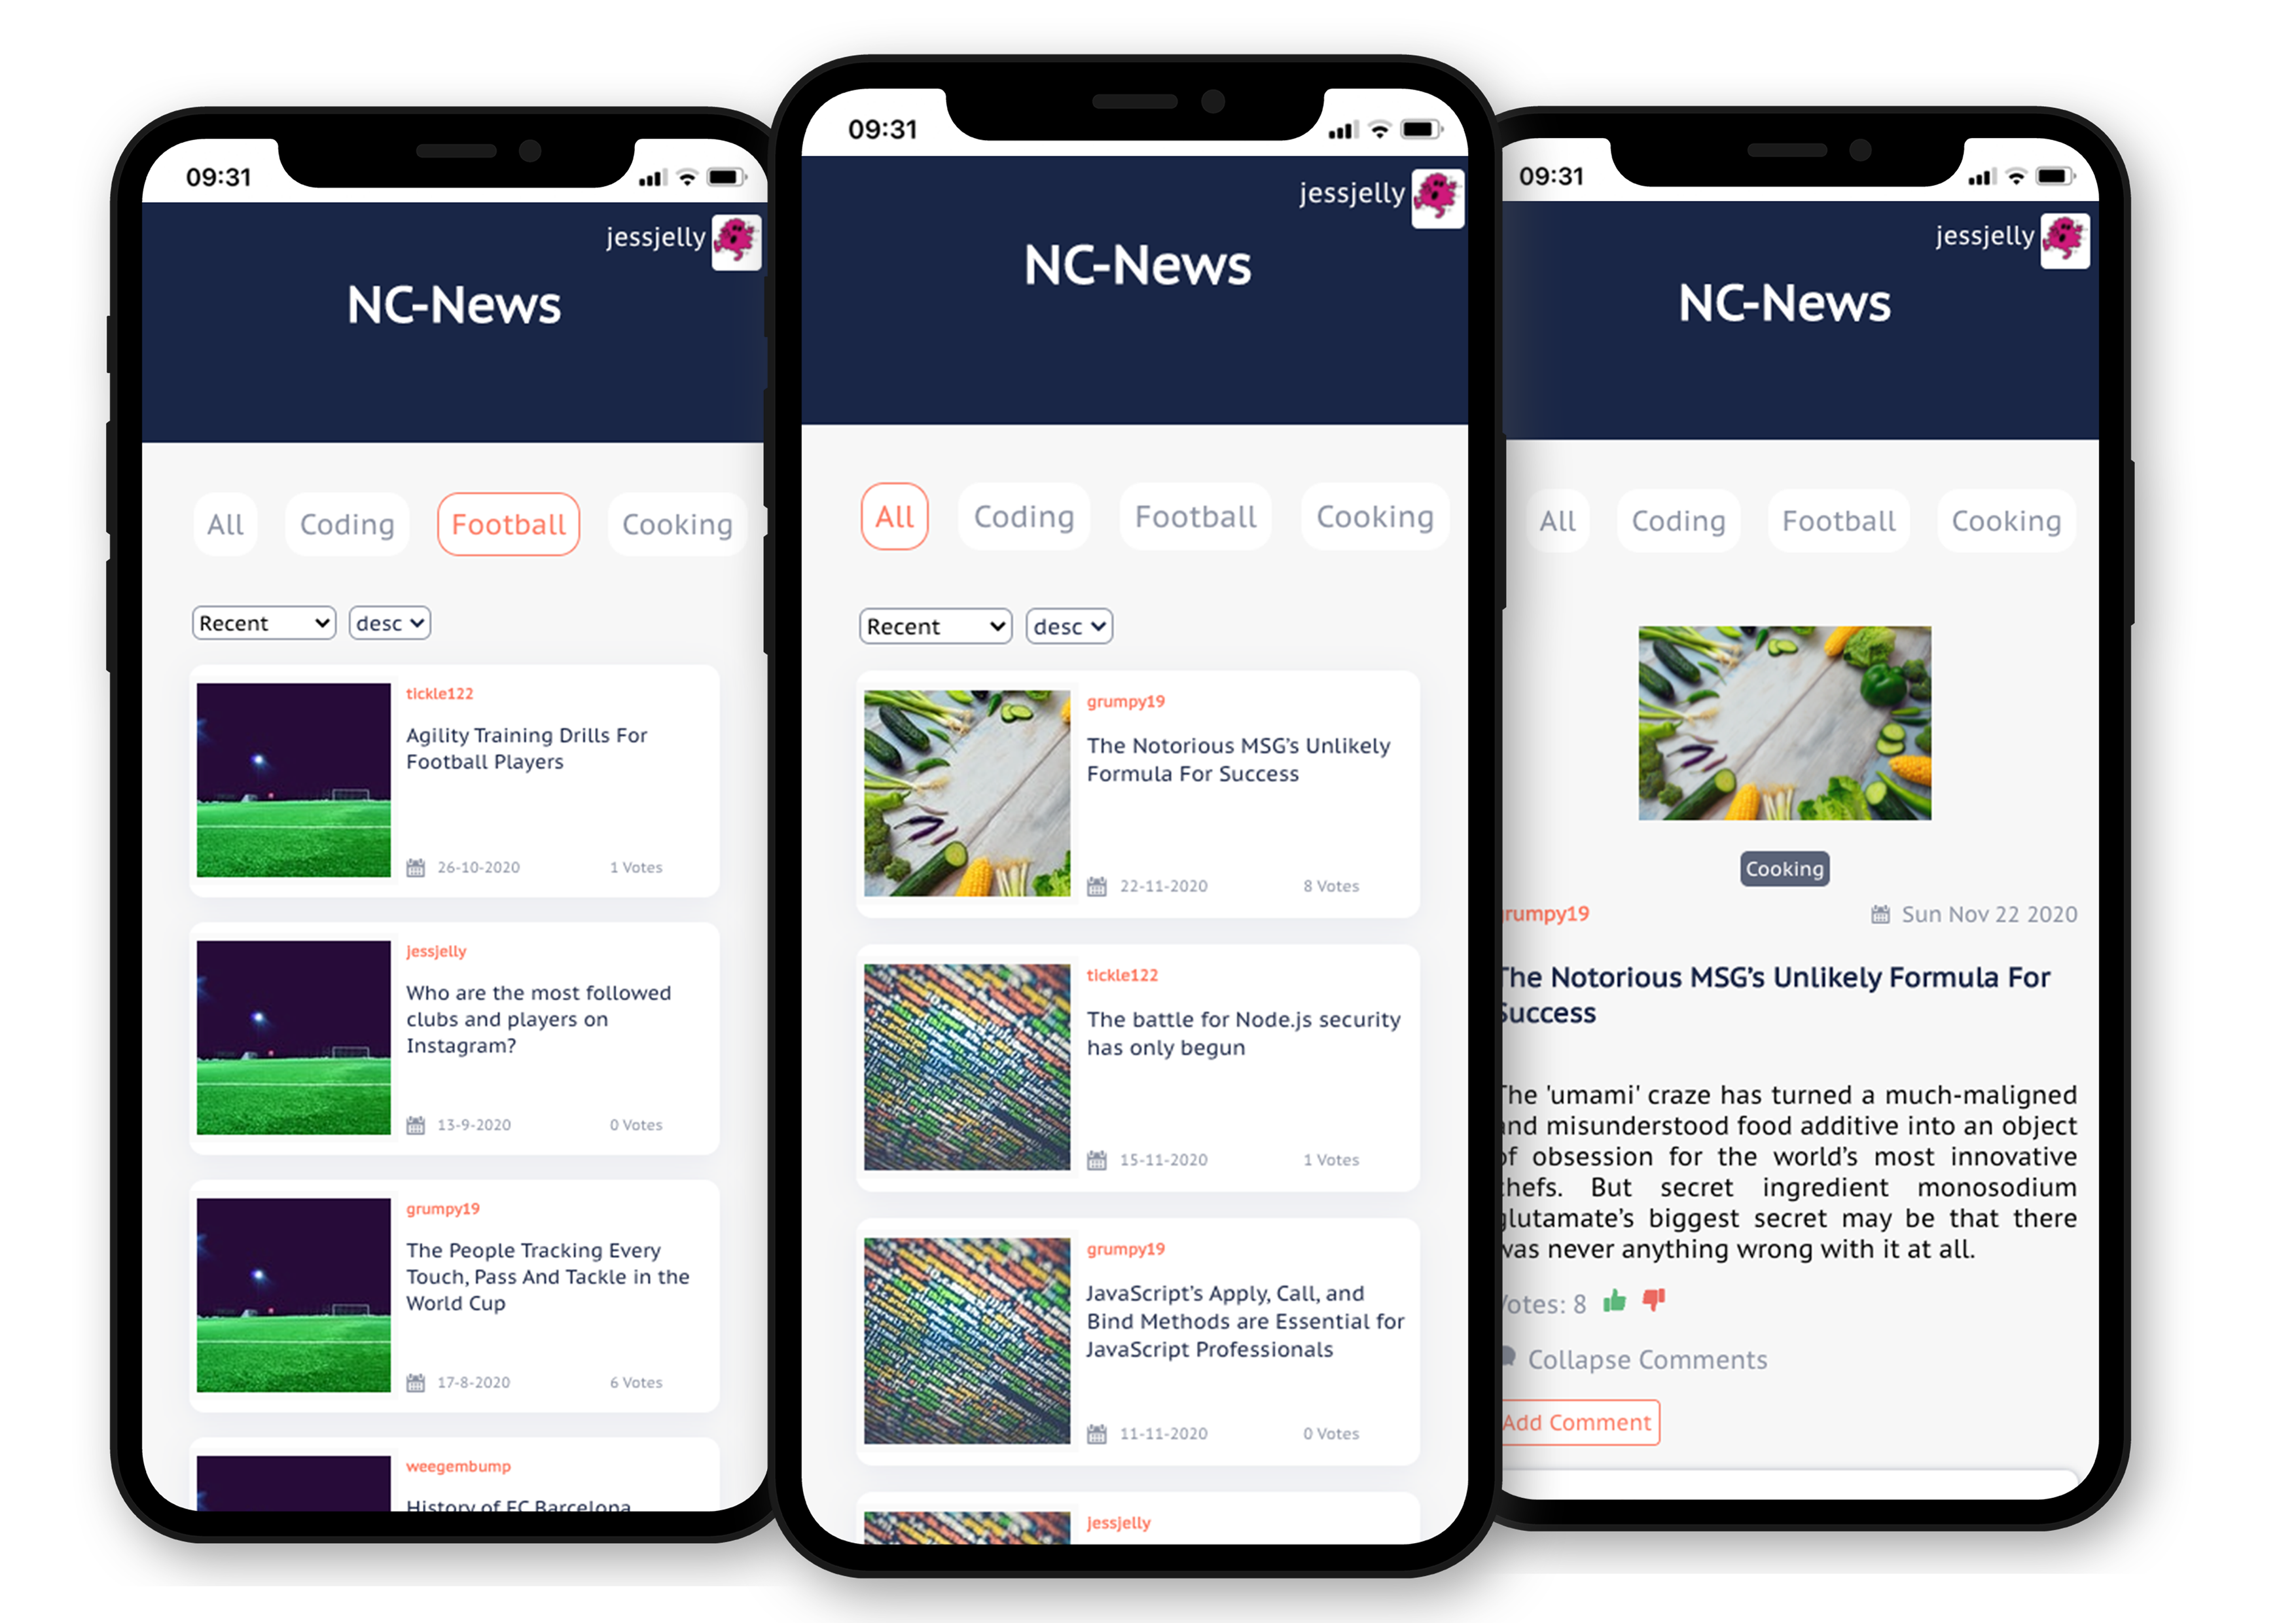 09:31
jessjelly
NC-News
All
Coding
Football
Cooking
Recent
desc
tickle122
Agility Training Drills For
Football Players
26-10-2020
1 Votes
jessjelly
Who are the most followed
clubs and players on
Instagram?
13-9-2020
0 Votes
grumpy19
The People Tracking Every
Touch, Pass And Tackle in the
World Cup
17-8-2020
6 Votes
weegembump
History of FC Barcelona
09:31
jessjelly
NC-News
All
Coding
Football
Cooking
Recent
desc
grumpy19
The Notorious MSG’s Unlikely
Formula For Success
22-11-2020
8 Votes
tickle122
The battle for Node.js security
has only begun
15-11-2020
1 Votes
grumpy19
JavaScript’s Apply, Call, and
Bind Methods are Essential for
JavaScript Professionals
11-11-2020
0 Votes
jessjelly
09:31
jessjelly
NC-News
All
Coding
Football
Cooking
Cooking
grumpy19
Sun Nov 22 2020
The Notorious MSG’s Unlikely Formula For
Success
The 'umami' craze has turned a much-maligned
and misunderstood food additive into an object
of obsession for the world’s most innovative
chefs. But secret ingredient monosodium
glutamate’s biggest secret may be that there
was never anything wrong with it at all.
Votes: 8
Collapse Comments
Add Comment